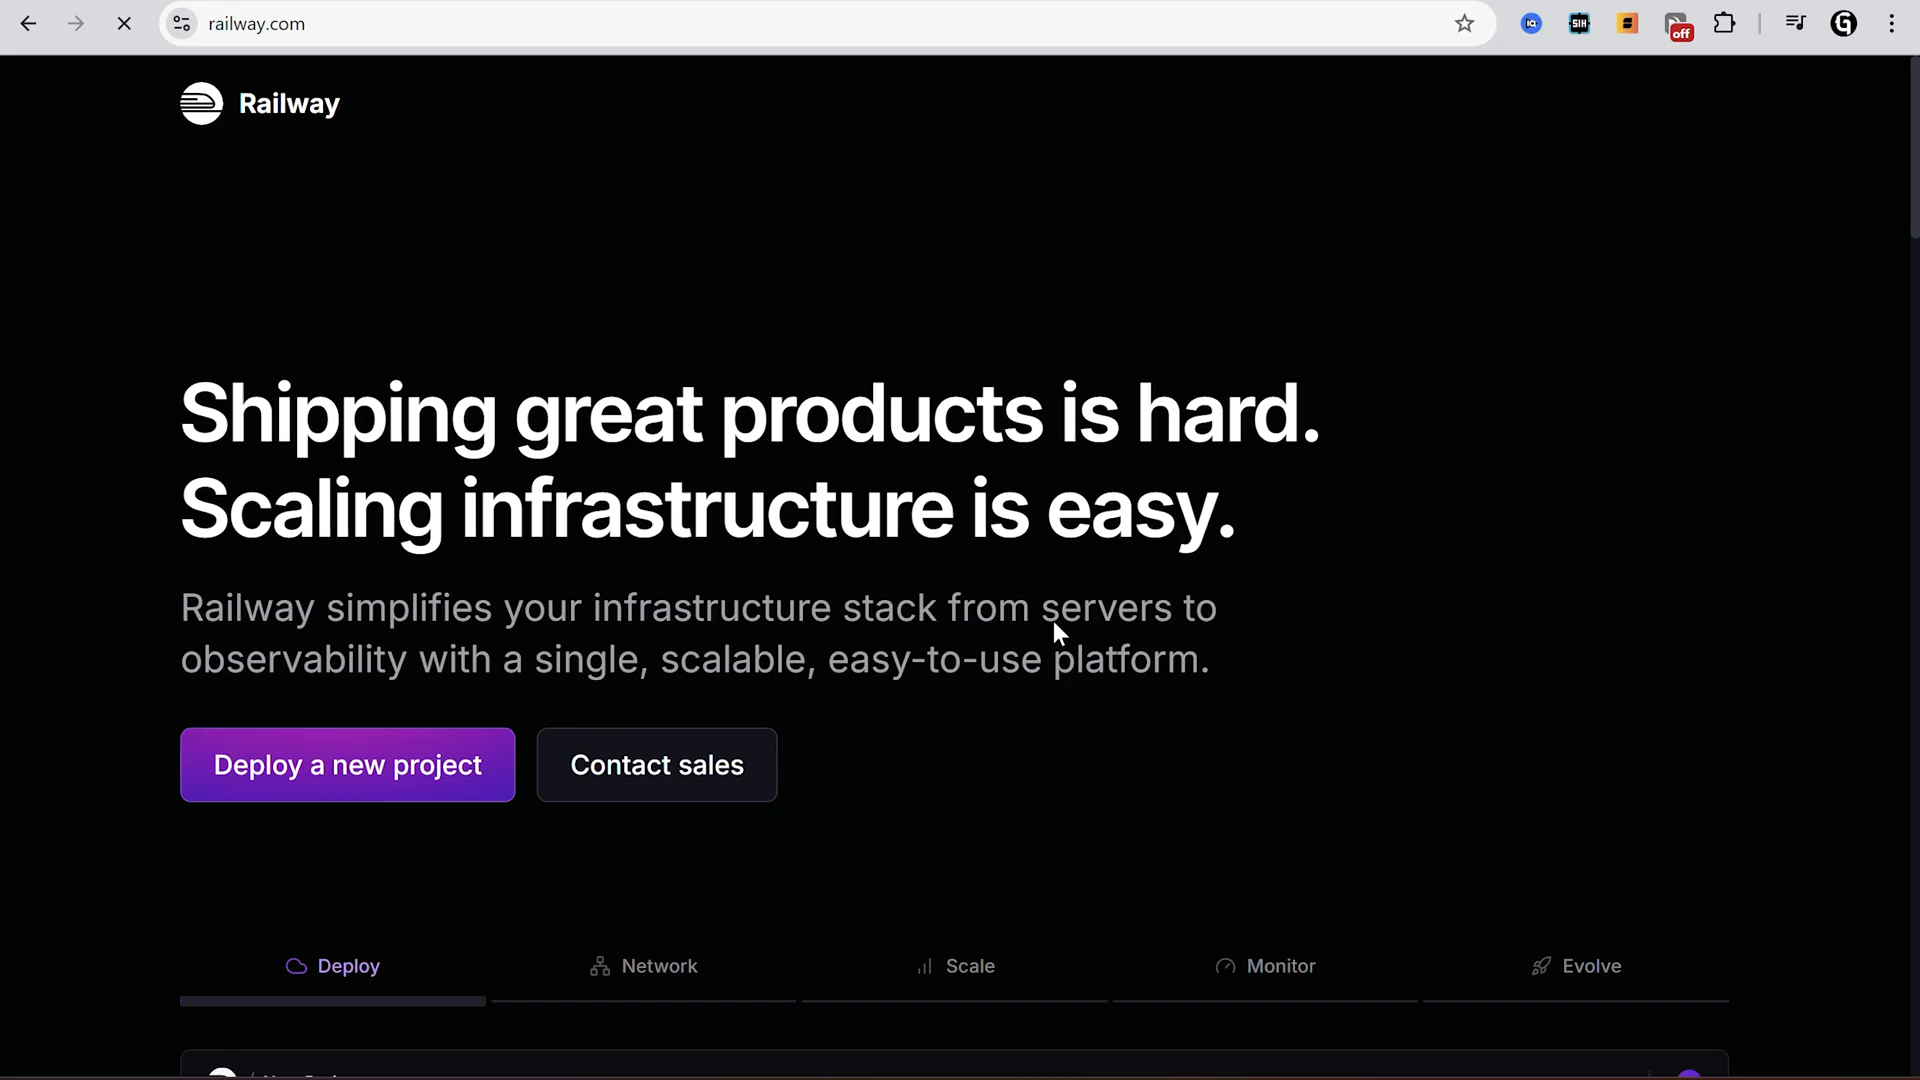 railway.com
off
Railway
Shipping great products is hard.
Scaling infrastructure is easy.
Railway simplifies your infrastructure stack from servers to
observability with a single, scalable, easy-to-use platform.
Deploy a new project
Contact sales
Deploy
Network
Scale
Monitor
Evolve